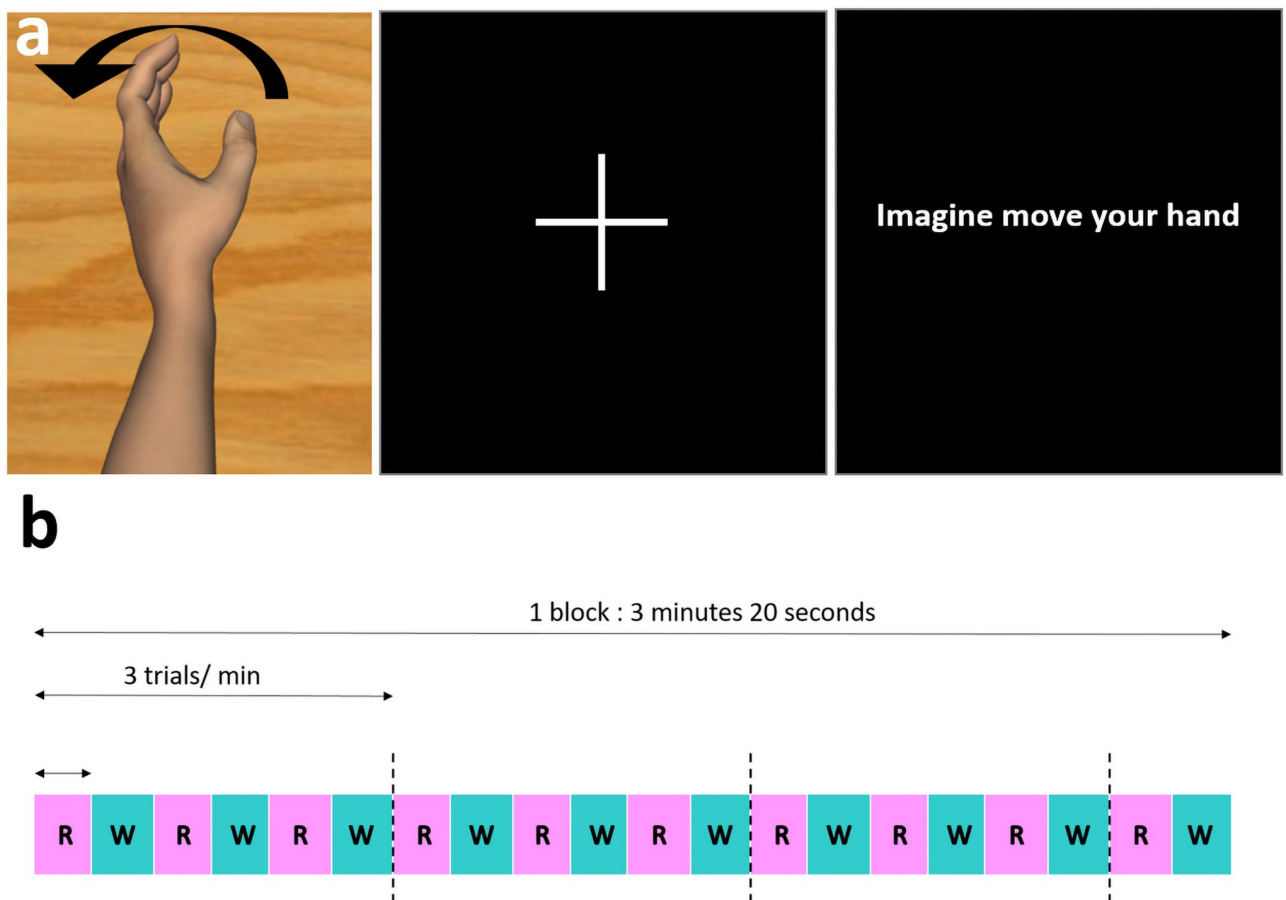 a
Imagine move your hand
b
1 block : 3 minutes 20 seconds
3 trials/ min
R W R W R W R W R W R W R W R W R W R W